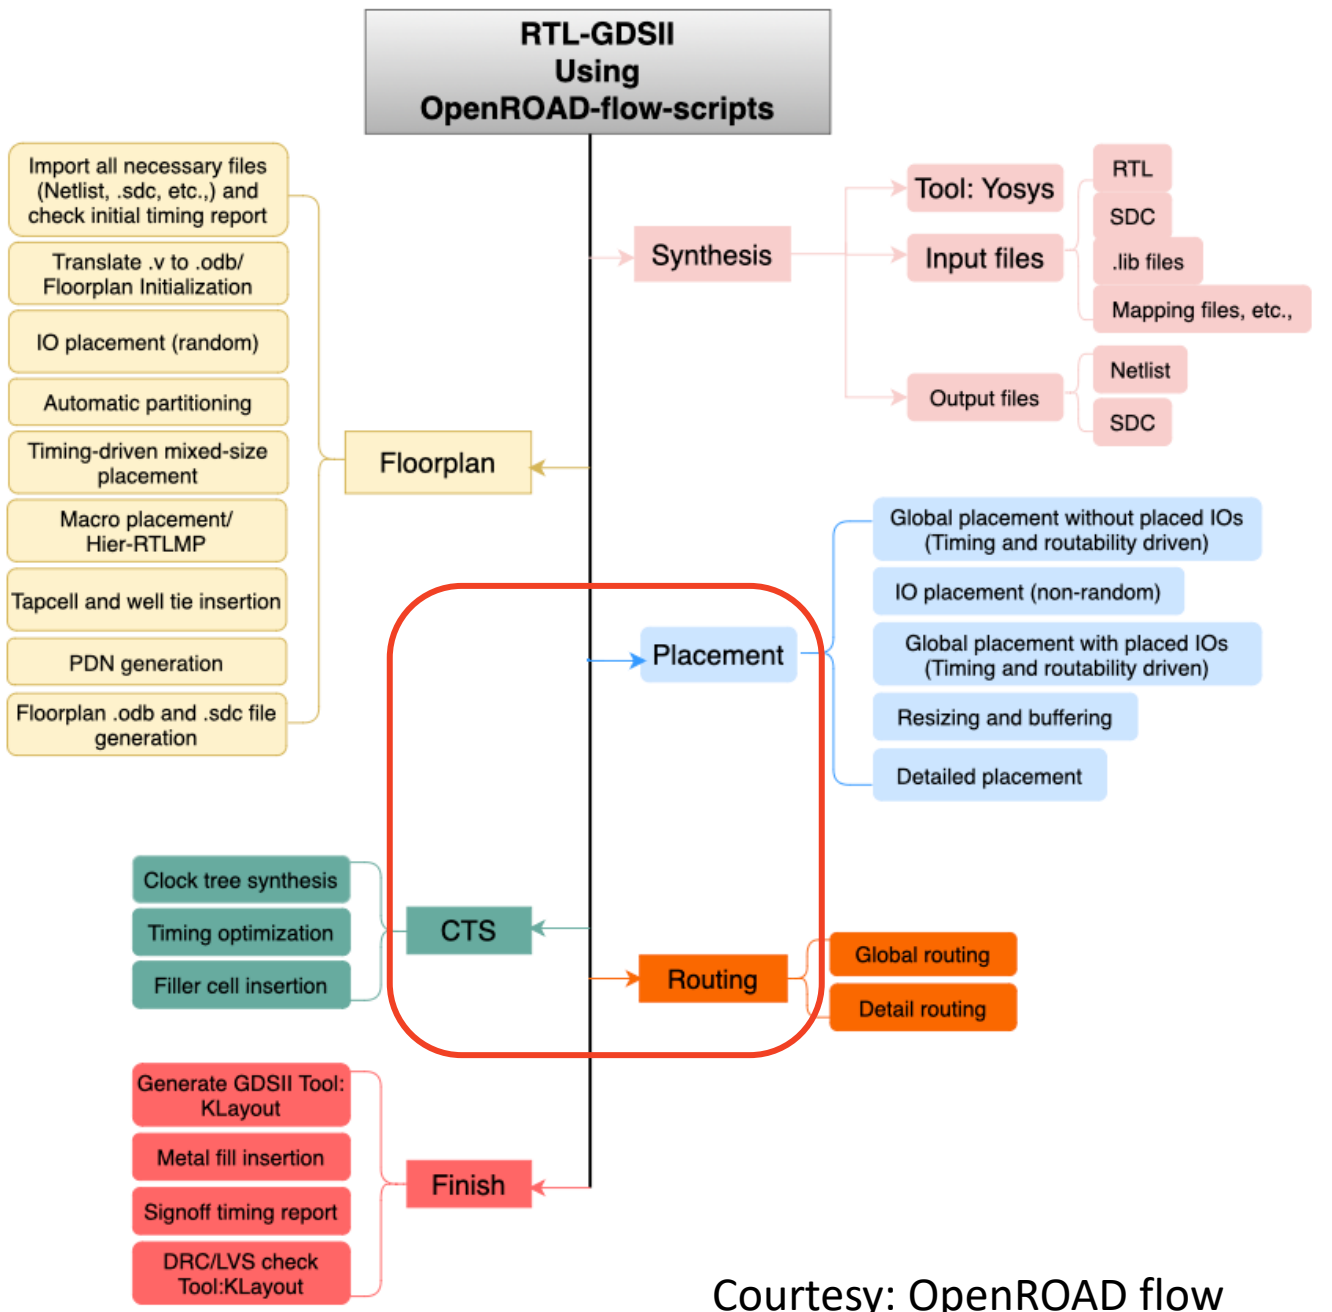 RTL-GDSII
Using
OpenROAD-flow-scripts
Synthesis
Tool: Yosys
Input files
RTL
SDC
.lib files
Mapping files, etc.,
Output files
Netlist
SDC
Floorplan
Import all necessary files
(Netlist, .sdc, etc.,) and
check initial timing report
Translate .v to .odb/
Floorplan Initialization
IO placement (random)
Automatic partitioning
Timing-driven mixed-size
placement
Macro placement/
Hier-RTLMP
Tapcell and well tie insertion
PDN generation
Floorplan .odb and .sdc file
generation
Placement
Global placement without placed IOs
(Timing and routability driven)
IO placement (non-random)
Global placement with placed IOs
(Timing and routability driven)
Resizing and buffering
Detailed placement
CTS
Clock tree synthesis
Timing optimization
Filler cell insertion
Routing
Global routing
Detail routing
Finish
Generate GDSII Tool:
KLayout
Metal fill insertion
Signoff timing report
DRC/LVS check
Tool:KLayout
Courtesy: OpenROAD flow